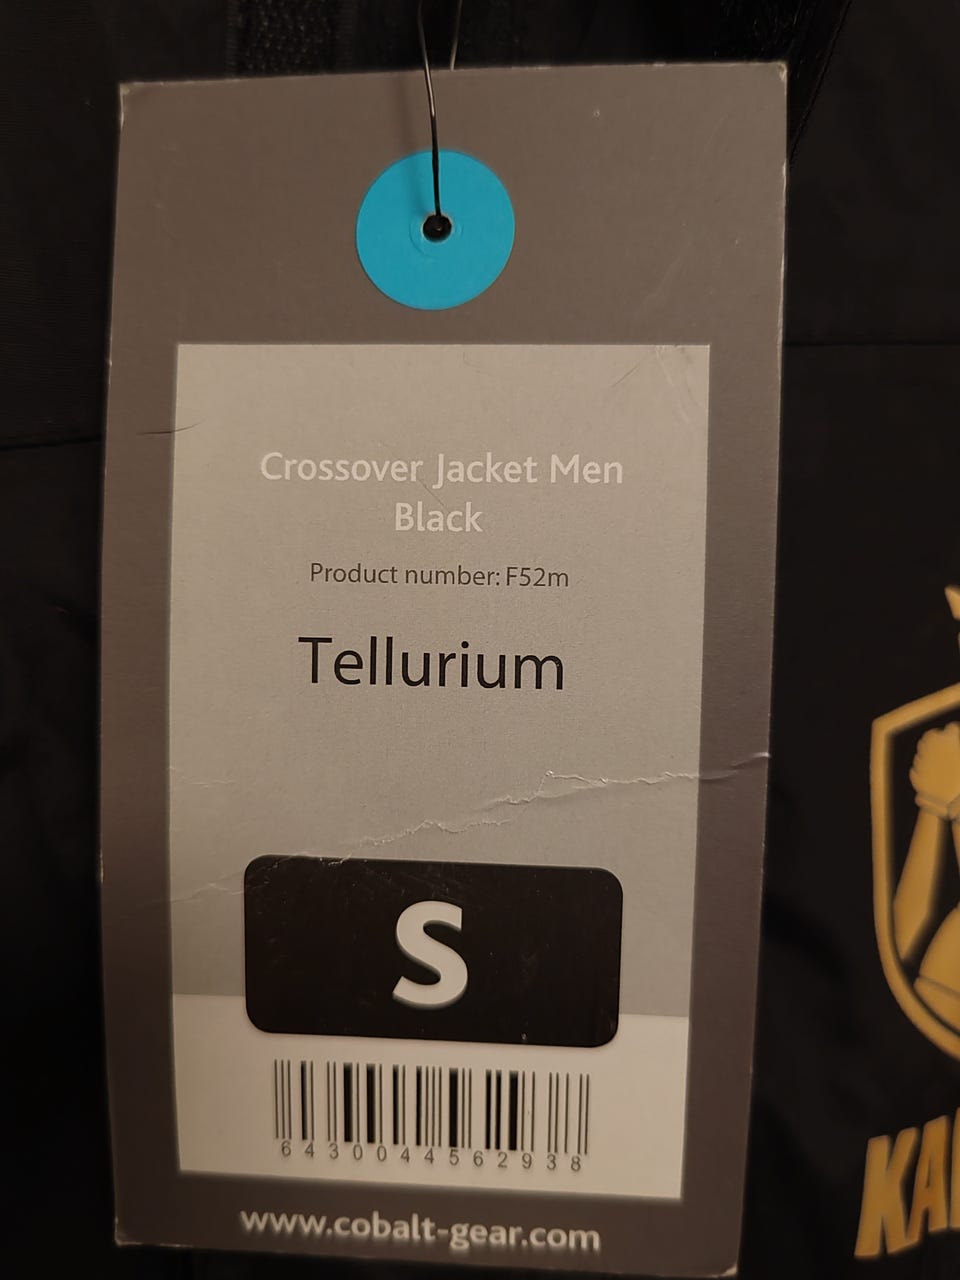 Crossover Jacket Men
Black
Product number: F52m
Tellurium
S
6430044562938
www.cobalt-gear.com